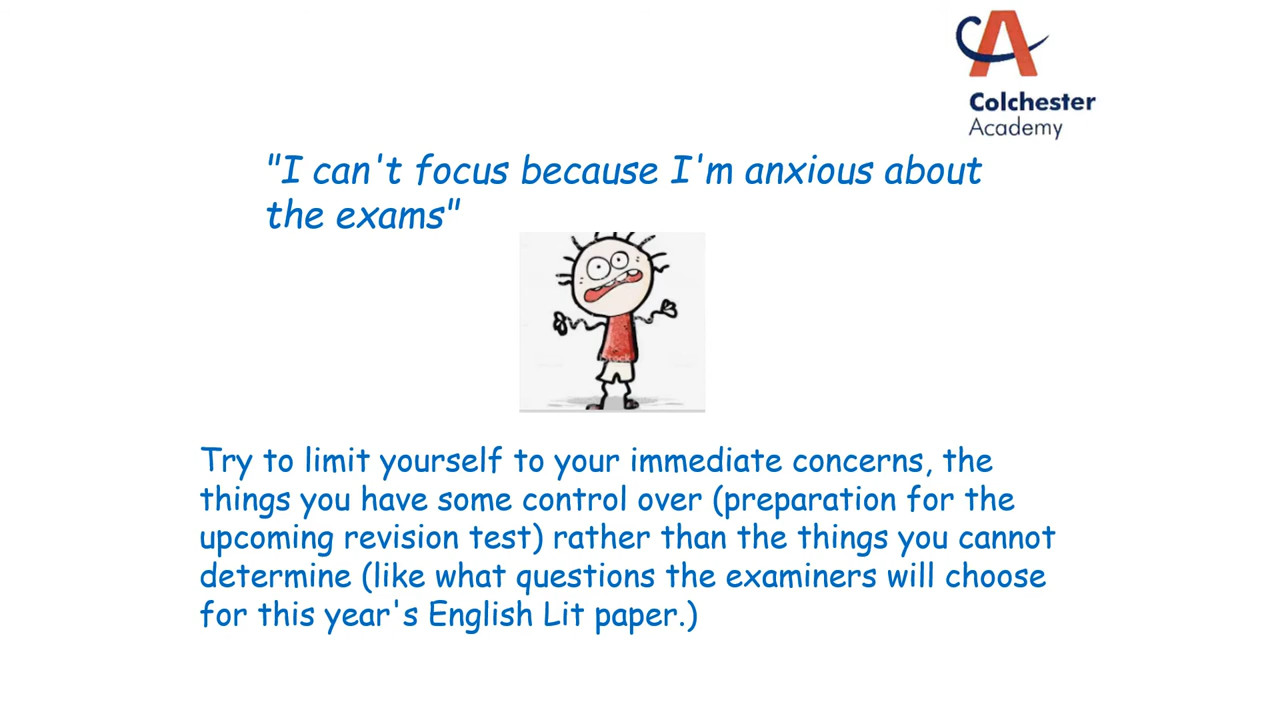 Colchester
Academy
"I can't focus because I'm anxious about
the exams"
Try to limit yourself to your immediate concerns, the
things you have some control over (preparation for the
upcoming revision test) rather than the things you cannot
determine (like what questions the examiners will choose
for this year's English Lit paper.)